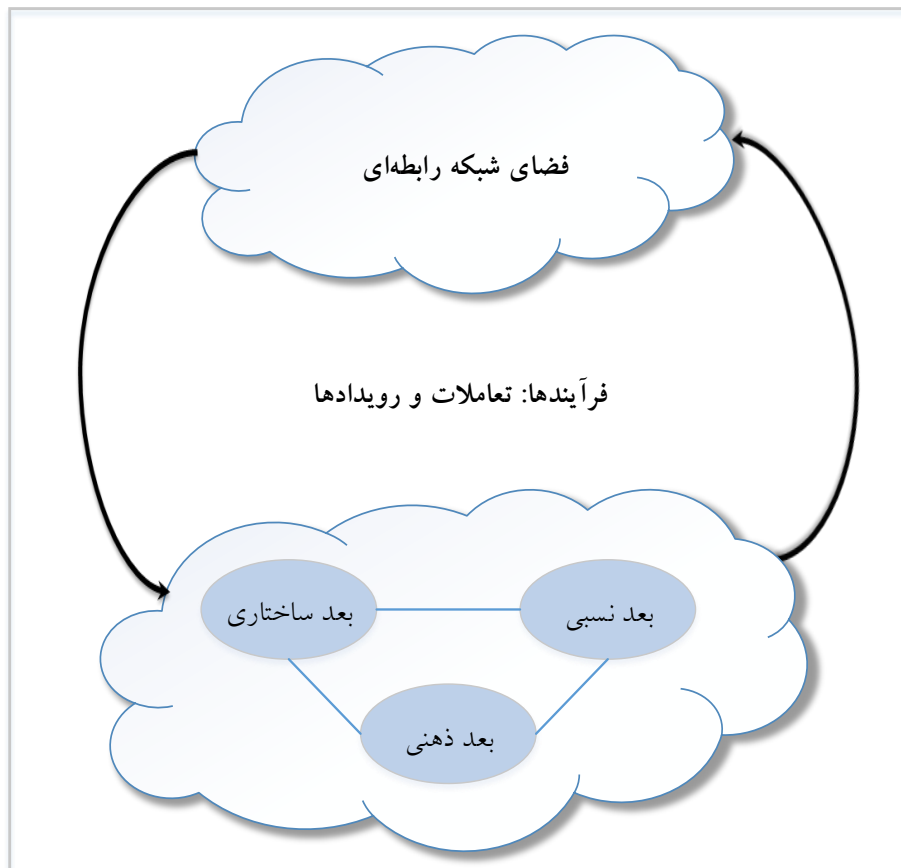 فضای شبکه رابطه‌ای
فرآیندها: تعاملات و رویدادها
بعد نسبی
بعد ساختاری
بعد ذهنی